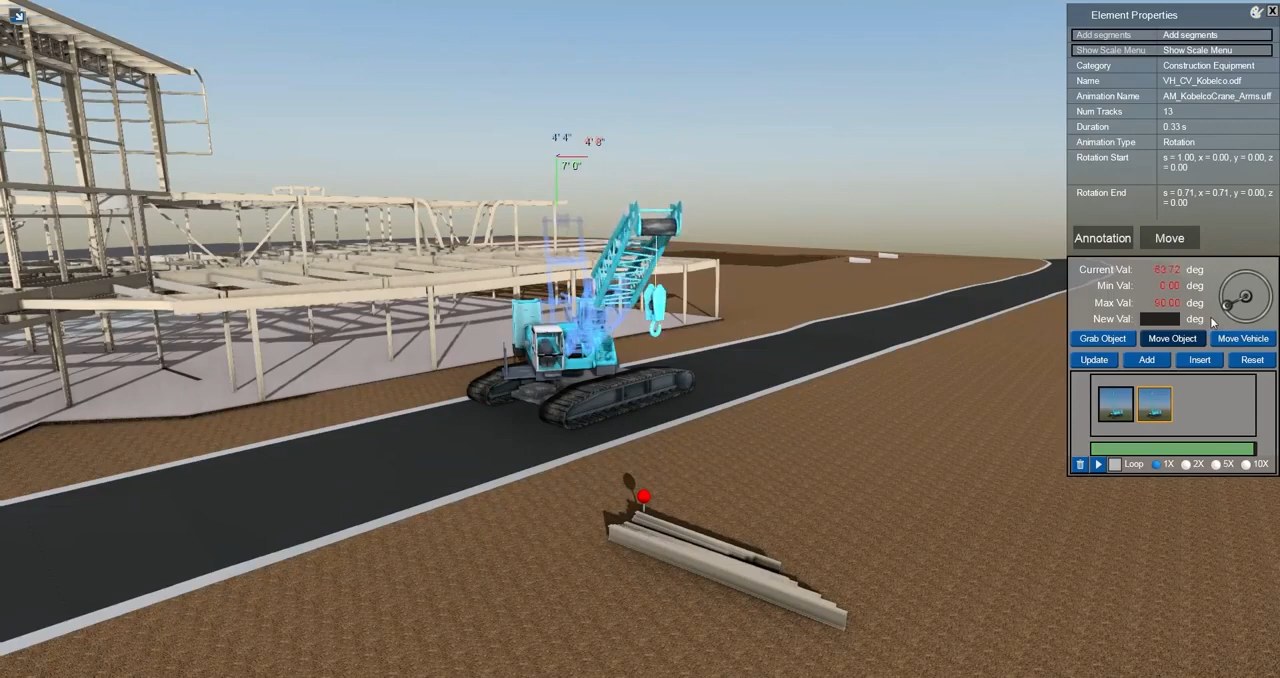 Element Properties X
Add segments Add segments
Show Scale Menu Show Scale Menu
Category Construction Equipment
Name VH_CV_Kobelco.odf
Animation Name AM_KobelcoCrane_Arms.uff
Num Tracks 13
Duration 0.33 s
Animation Type Rotation
Rotation Start s = 1.00, x = 0.00, y = 0.00, z
= 0.00
Rotation End s = 0.71, x = 0.71, y = 0.00, z
= 0.00
Annotation Move
Current Val: 63.72 deg
Min Val: 0.00 deg
Max Val: 90.00 deg
New Val: deg
Grab Object Move Object Move Vehicle
Update Add Insert Reset
Loop 1X 2X 5X 10X
4' 4" 4' 8"
7' 0"